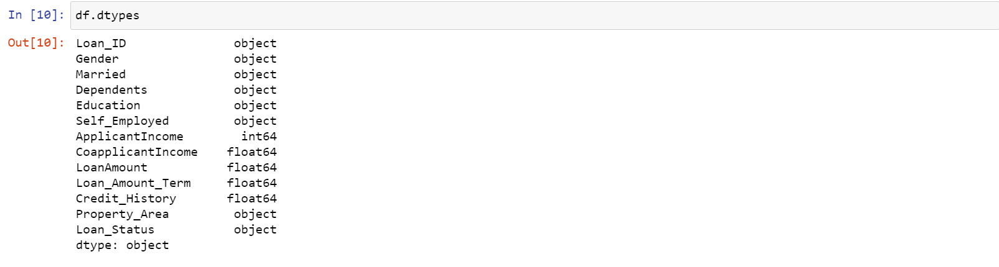 In [10]: df.dtypes
Out[10]: Loan_ID object
Gender object
Married object
Dependents object
Education object
Self_Employed object
ApplicantIncome int64
CoapplicantIncome float64
LoanAmount float64
Loan_Amount_Term float64
Credit_History float64
Property_Area object
Loan_Status object
dtype: object